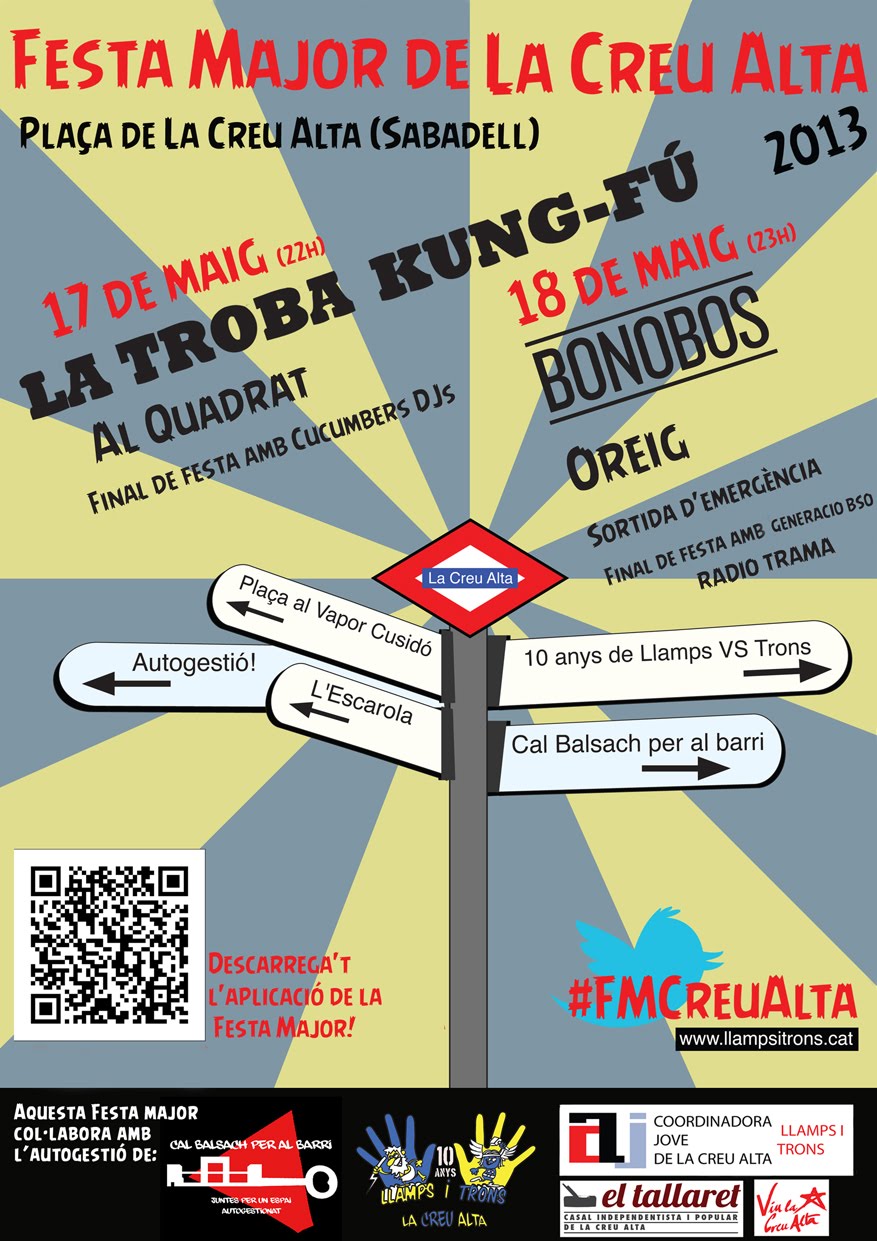 FESTA MAJOR DE LA CREU ALTA
PLAÇA DE LA CREU ALTA (SABADELL)
2013
17 DE MAIG (22H)
LA TROBA KUNG-FÚ
AL QUADRAT
FINAL DE FESTA AMB CUCUMBERS DJS
18 DE MAIG (23H)
BONOBOS
OREIG
SORTIDA D'EMERGÈNCIA
FINAL DE FESTA AMB GENERACIO BSO
RADIO TRAMA
La Creu Alta
Plaça al Vapor Cusidó
Autogestió!
L'Escarola
10 anys de Llamps VS Trons
Cal Balsach per al barri
DESCARREGA'T
L'APLICACIÓ DE LA
FESTA MAJOR!
#FMCREUALTA
www.llampsitrons.cat
AQUESTA FESTA MAJOR
COL·LABORA AMB
L'AUTOGESTIÓ DE:
CAL BALSACH PER AL BARRI
JUNTES PER UN ESPAI
AUTOGESTIONAT
10
ANYS
LLAMPS I TRONS
LA CREU ALTA
COORDINADORA
JOVE
DE LA CREU ALTA
LLAMPS I
TRONS
el tallaret
CASAL INDEPENDENTISTA I POPULAR
DE LA CREU ALTA
Viu la
Creu Alta